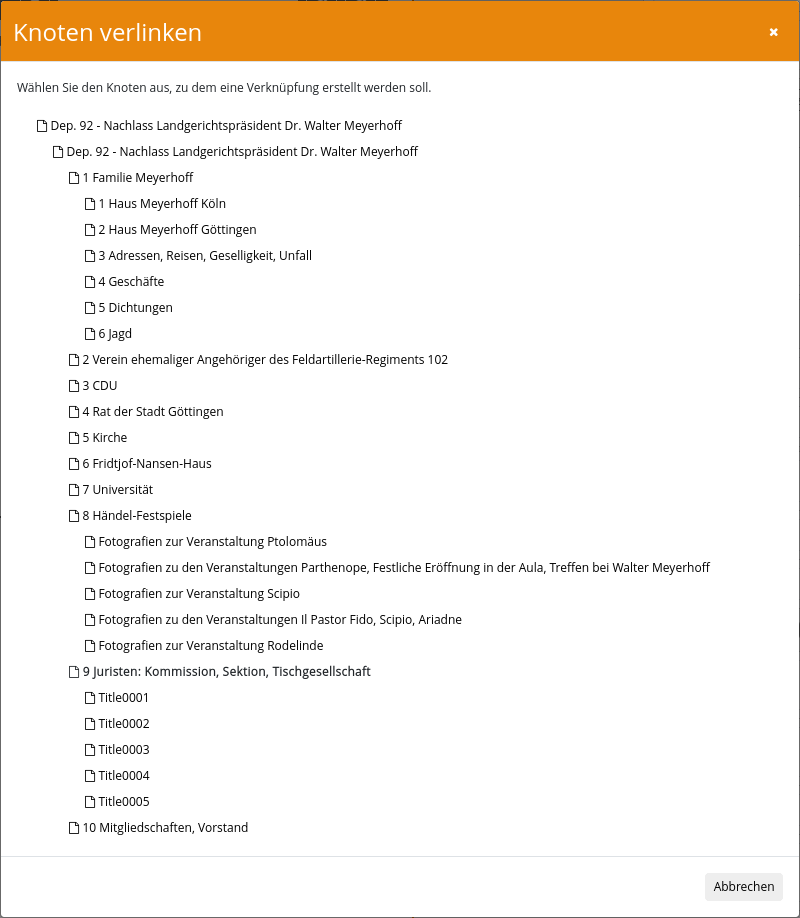 Knoten verlinken
Wählen Sie den Knoten aus, zu dem eine Verknüpfung erstellt werden soll.
Dep. 92 - Nachlass Landgerichtspräsident Dr. Walter Meyerhoff
Dep. 92 - Nachlass Landgerichtspräsident Dr. Walter Meyerhoff
1 Familie Meyerhoff
1 Haus Meyerhoff Köln
2 Haus Meyerhoff Göttingen
3 Adressen, Reisen, Geselligkeit, Unfall
4 Geschäfte
5 Dichtungen
6 Jagd
2 Verein ehemaliger Angehöriger des Feldartillerie-Regiments 102
3 CDU
4 Rat der Stadt Göttingen
5 Kirche
6 Fridtjof-Nansen-Haus
7 Universität
8 Händel-Festspiele
Fotografien zur Veranstaltung Ptolomäus
Fotografien zu den Veranstaltungen Parthenope, Festliche Eröffnung in der Aula, Treffen bei Walter Meyerhoff
Fotografien zur Veranstaltung Scipio
Fotografien zu den Veranstaltungen Il Pastor Fido, Scipio, Ariadne
Fotografien zur Veranstaltung Rodelinde
9 Juristen: Kommission, Sektion, Tischgesellschaft
Title0001
Title0002
Title0003
Title0004
Title0005
10 Mitgliedschaften, Vorstand
Abbrechen